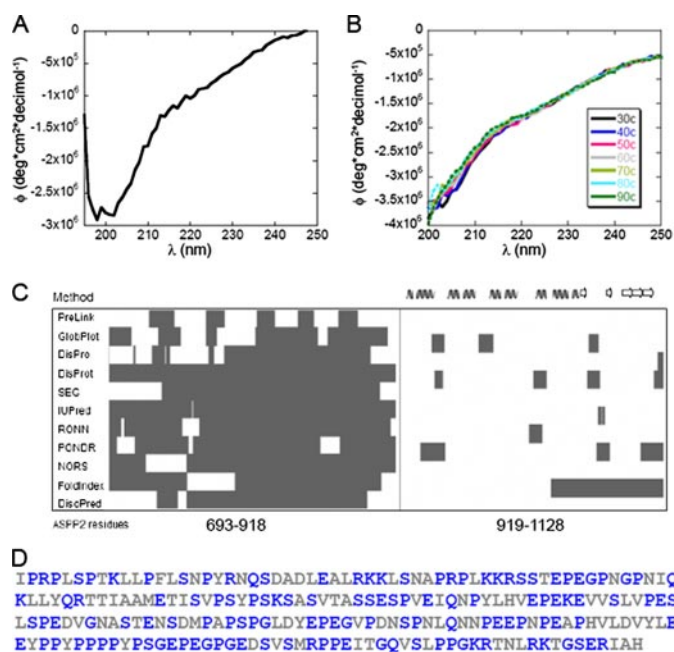 A
B
0
-5x10⁵
-1x10⁶
-1.5x10⁶
-2x10⁶
-2.5x10⁶
-3x10⁶
ϕ (deg*cm²*decimol⁻¹)
200 210 220 230 240 250
λ (nm)
0
-5x10⁵
-1x10⁶
-1.5x10⁶
-2x10⁶
-2.5x10⁶
-3x10⁶
-3.5x10⁶
-4x10⁶
ϕ (deg*cm²*decimol⁻¹)
30c
40c
50c
60c
70c
80c
90c
200 210 220 230 240 250
λ (nm)
C
Method
PreLink
GlobPlot
DisPro
DisProt
SEG
IUPred
RONN
PONDR
NORS
FoldIndex
DiscPred
ASPP2 residues 693-918 919-1128
D
IPRPLSPTKLLPFLSNPYRNQSDADLEALRKKLSNAPRPLKKRSSTEPEGPNGPNIQ
KLLYQRTTIAAMETISVPSYPSKSASVTASSESPVEIQNPYLHVEPEKEVVSLVPES
LSPEDVGNASTENSDMPAPSPGLDYEPEGVPDNSPNLQNNPEEPNPEAPHVLDVYLE
EYPPYPPPPYPSGEPEGPGEDSVSMRPPEITGQVSLPPGKRTNLRKTGSERIAH